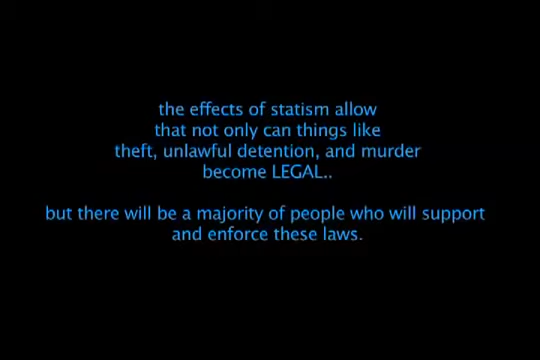 the effects of statism allow
that not only can things like
theft, unlawful detention, and murder
become LEGAL..
but there will be a majority of people who will support
and enforce these laws.